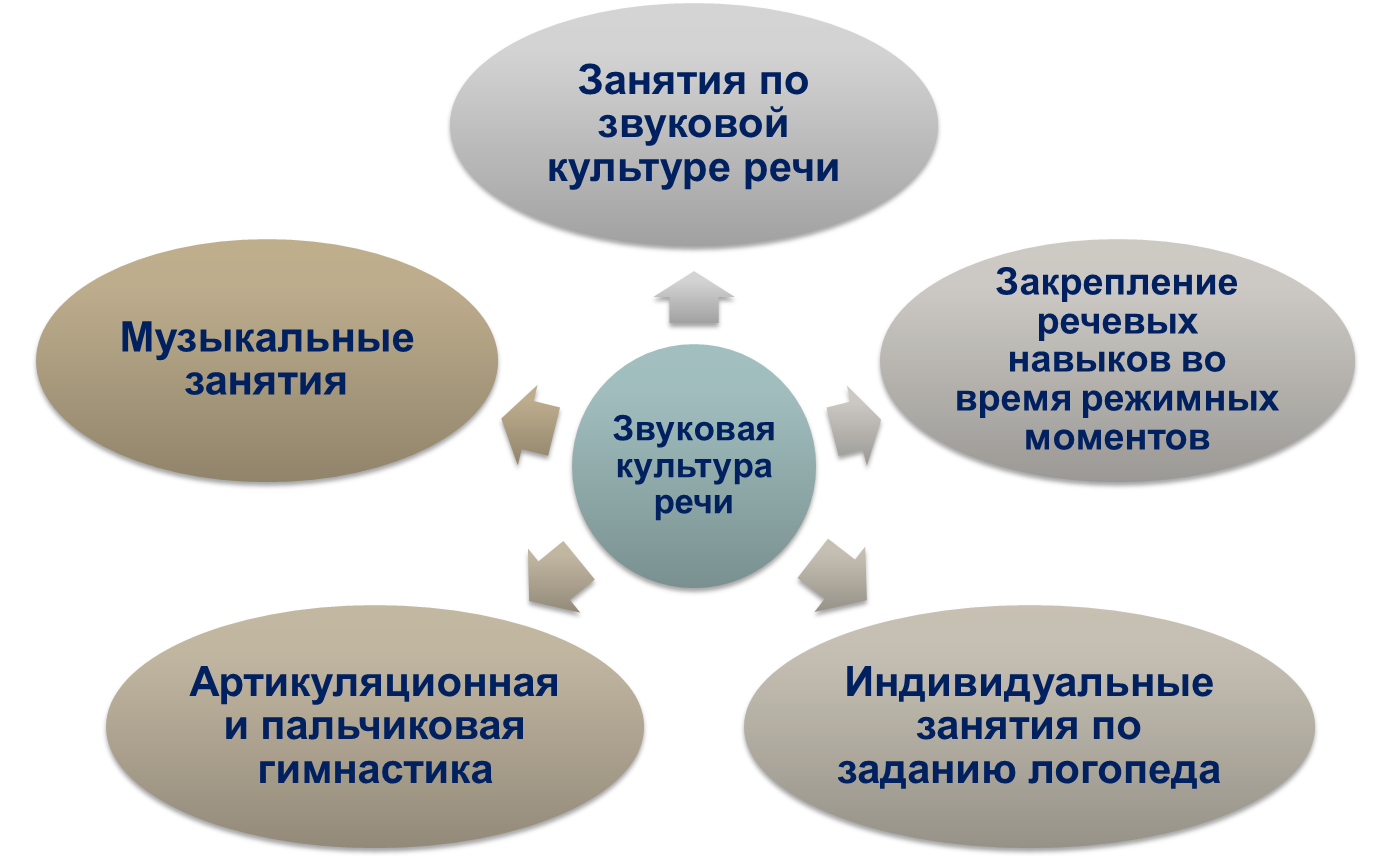 Занятия по
звуковой
культуре речи
Закрепление
речевых
навыков во
время режимных
моментов
Индивидуальные
занятия по
заданию логопеда
Артикуляционная
и пальчиковая
гимнастика
Музыкальные
занятия
Звуковая
культура
речи